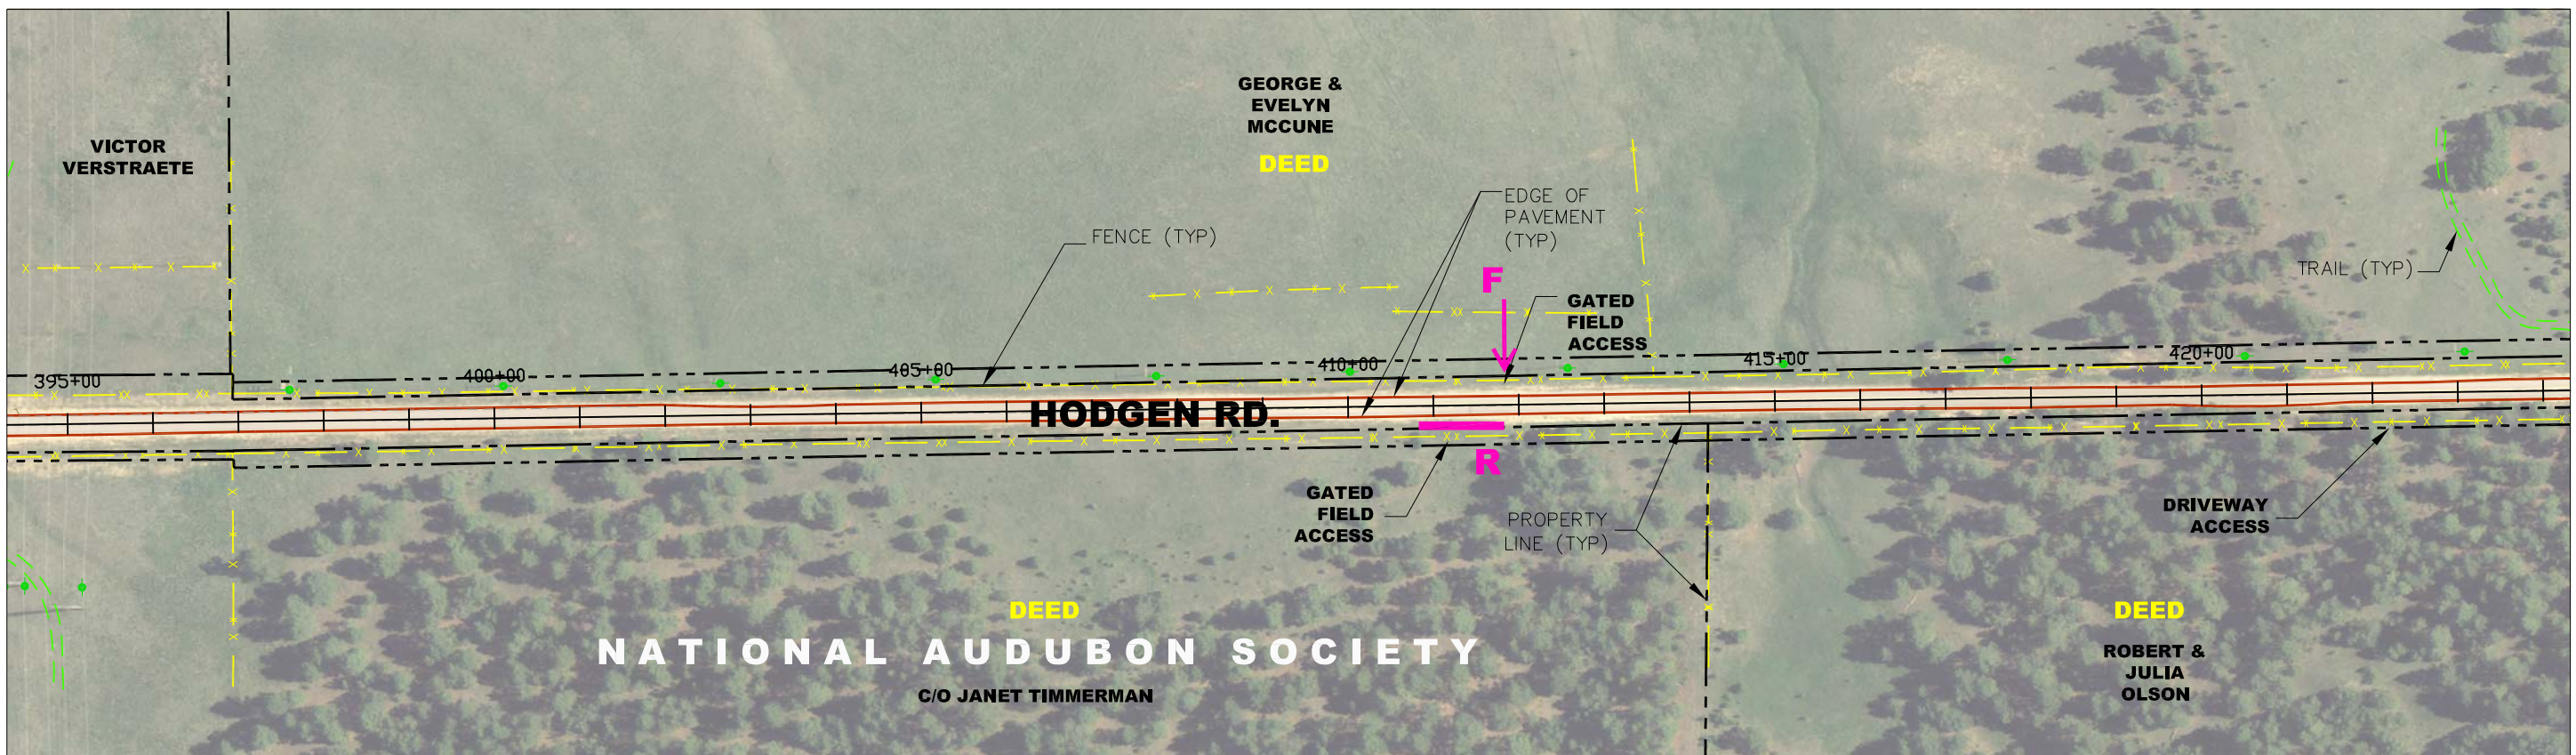 GEORGE &
EVELYN
MCCUNE
DEED
VICTOR
VERSTRAETE
EDGE OF
PAVEMENT
(TYP)
FENCE (TYP)
F
TRAIL (TYP)
GATED
FIELD
ACCESS
395+00
400+00
405+00
410+00
415+00
420+00
HODGEN RD.
R
GATED
FIELD
ACCESS
PROPERTY
LINE (TYP)
DRIVEWAY
ACCESS
DEED
NATIONAL AUDUBON SOCIETY
C/O JANET TIMMERMAN
DEED
ROBERT &
JULIA
OLSON